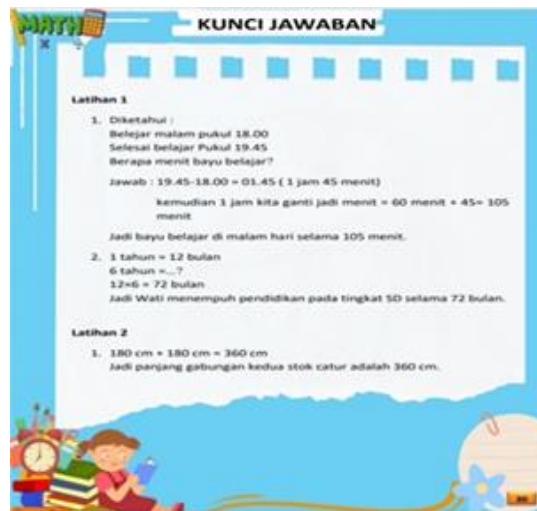 MATH
KUNCI JAWABAN
Latihan 1
1. Diketahui :
Belejar malam pukul 18.00
Selesai belajar Pukul 19.45
Berapa menit bayu belajar?
Jawab : 19.45-18.00 = 01.45 ( 1 jam 45 menit)
kemudian 1 jam kita ganti jadi menit = 60 menit + 45= 105
menit
Jadi bayu belajar di malam hari selama 105 menit.
2. 1 tahun = 12 bulan
6 tahun =...?
12×6 = 72 bulan
Jadi Wati menempuh pendidikan pada tingkat SD selama 72 bulan.
Latihan 2
1. 180 cm + 180 cm = 360 cm
Jadi panjang gabungan kedua stok catur adalah 360 cm.